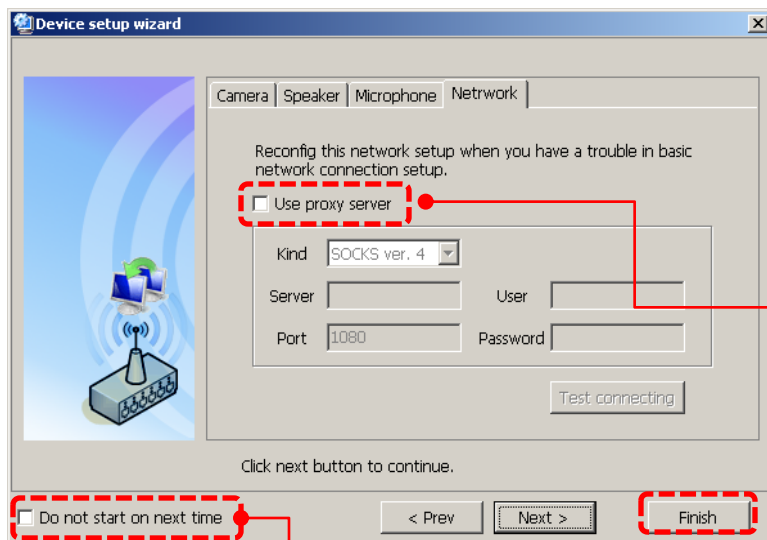 Device setup wizard
Camera Speaker Microphone Netrwork
Reconfig this network setup when you have a trouble in basic
network connection setup.
Use proxy server
Kind SOCKS ver. 4
Server User
Port 1080 Password
Test connecting
Click next button to continue.
Do not start on next time < Prev Next > Finish